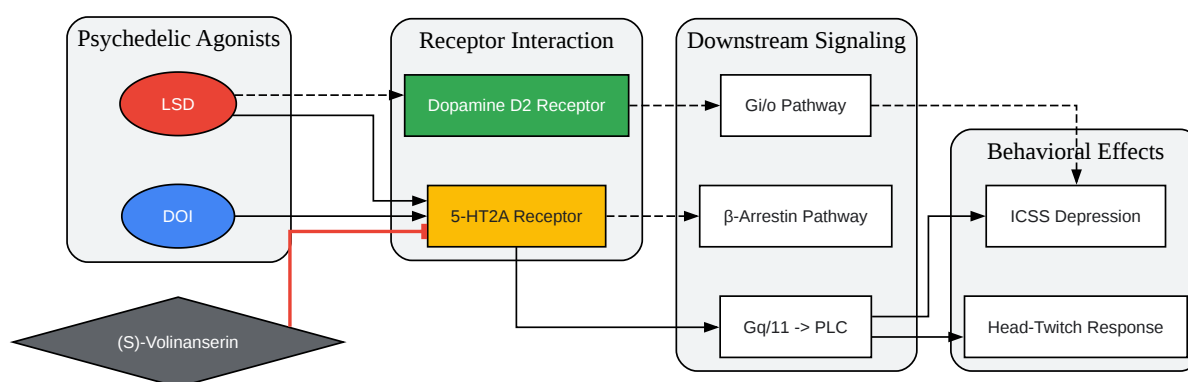 Psychedelic Agonists
LSD
DOI
(S)-Volinanserin
Receptor Interaction
Dopamine D2 Receptor
5-HT2A Receptor
Downstream Signaling
Gi/o Pathway
β-Arrestin Pathway
Gq/11 -> PLC
Behavioral Effects
ICSS Depression
Head-Twitch Response